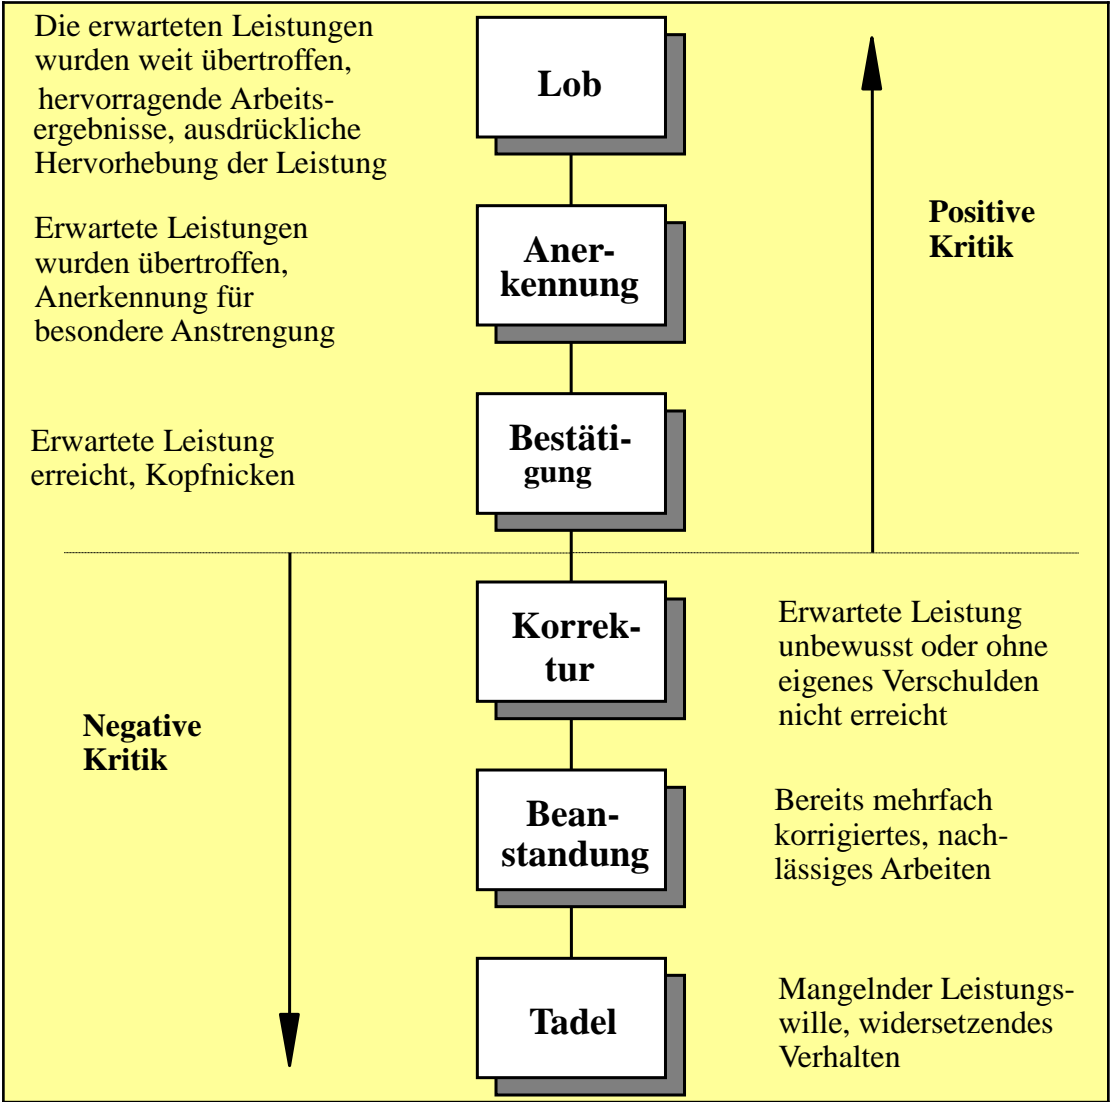 Die erwarteten Leistungen
wurden weit übertroffen,
hervorragende Arbeits-
ergebnisse, ausdrückliche
Hervorhebung der Leistung
Lob
Positive
Kritik
Erwartete Leistungen
wurden übertroffen,
Anerkennung für
besondere Anstrengung
Aner-
kennung
Erwartete Leistung
erreicht, Kopfnicken
Bestäti-
gung
Korrek-
tur
Erwartete Leistung
unbewusst oder ohne
eigenes Verschulden
nicht erreicht
Negative
Kritik
Bean-
standung
Bereits mehrfach
korrigiertes, nach-
lässiges Arbeiten
Tadel
Mangelnder Leistungs-
wille, widersetzendes
Verhalten